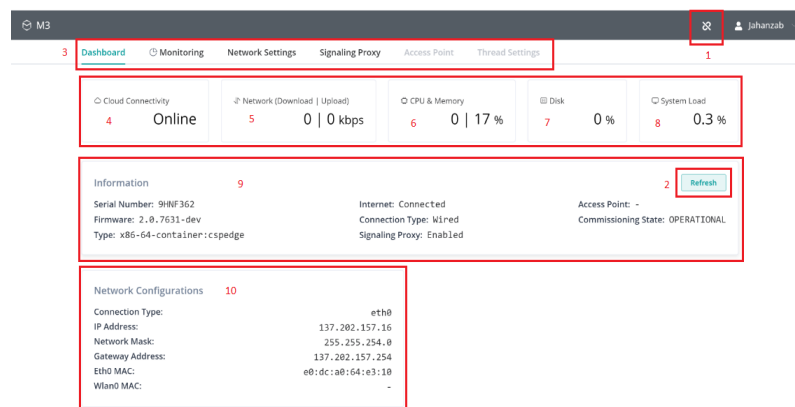 M3 Jahanzab
3 Dashboard Monitoring Network Settings Signaling Proxy Access Point Thread Settings 1
Cloud Connectivity Network (Download | Upload) CPU & Memory Disk System Load
4 Online 5 0 | 0 kbps 6 0 | 17 % 7 0 % 8 0.3 %
Information 9 2 Refresh
Serial Number: 9HNF362 Internet: Connected Access Point: -
Firmware: 2.0.7631-dev Connection Type: Wired Commissioning State: OPERATIONAL
Type: x86-64-container:cspedge Signaling Proxy: Enabled
Network Configurations 10
Connection Type: eth0
IP Address: 137.202.157.16
Network Mask: 255.255.254.0
Gateway Address: 137.202.157.254
Eth0 MAC: e0:dc:a0:64:e3:10
Wlan0 MAC: -